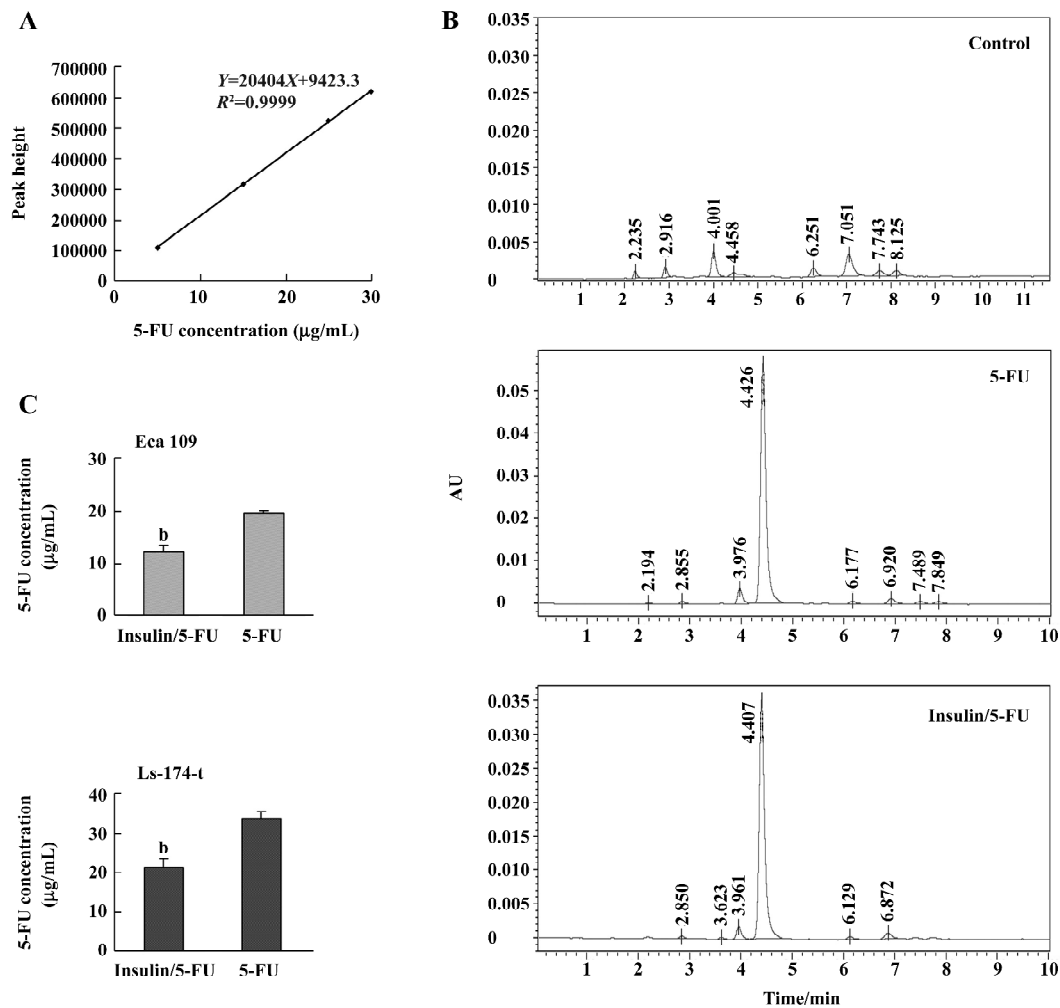 A
700000
600000
500000
400000
300000
200000
100000
0
Peak height
Y=20404X+9423.3
R²=0.9999
0
10
20
30
5-FU concentration (μg/mL)
B
0.035
0.030
0.025
0.020
0.015
0.010
0.005
0
Control
2.235
2.916
4.001
4.458
6.251
7.051
7.743
8.125
1 2 3 4 5 6 7 8 9 10 11
0.05
0.04
0.03
0.02
0.01
0
5-FU
2.194
2.855
3.976
4.426
6.177
6.920
7.489
7.849
1 2 3 4 5 6 7 8 9 10
AU
0.035
0.030
0.025
0.020
0.015
0.010
0.005
0
Insulin/5-FU
2.850
3.623
3.961
4.407
6.129
6.872
1 2 3 4 5 6 7 8 9 10
Time/min
C
Eca 109
30
20
10
0
5-FU concentration
(μg/mL)
b
Insulin/5-FU 5-FU
Ls-174-t
40
30
20
10
0
5-FU concentration
(μg/mL)
b
Insulin/5-FU 5-FU